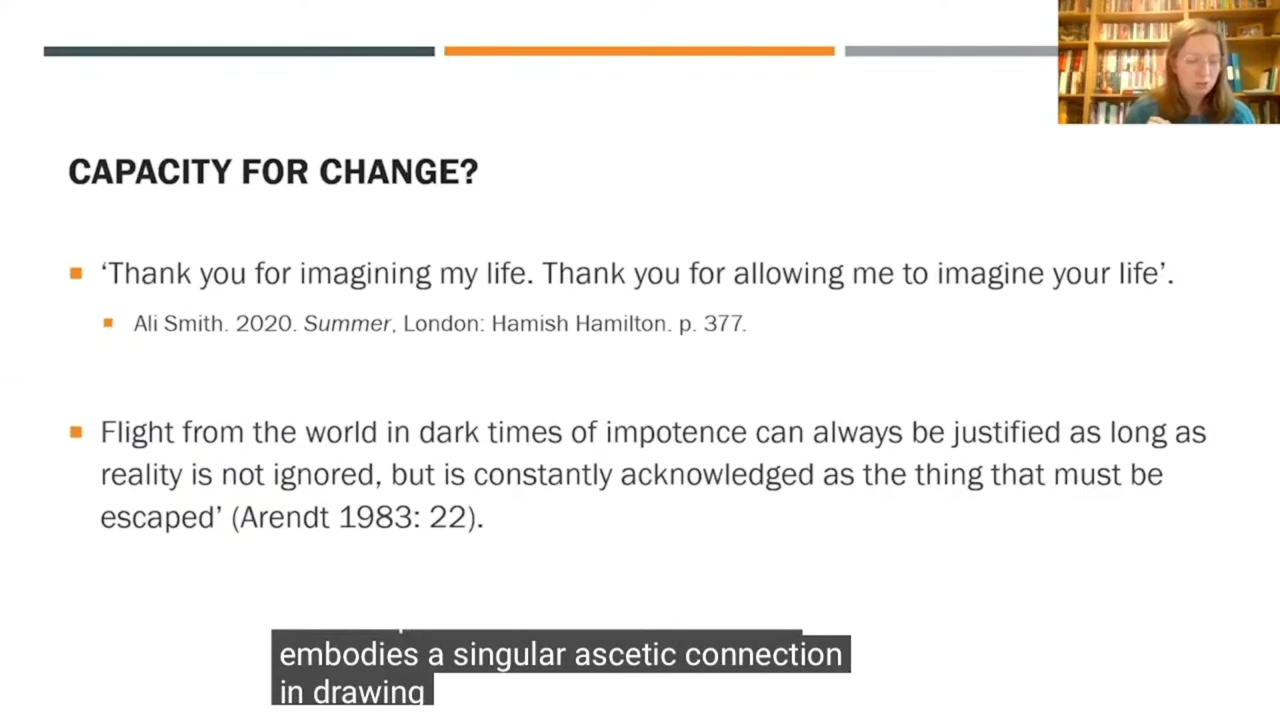 CAPACITY FOR CHANGE?
‘Thank you for imagining my life. Thank you for allowing me to imagine your life’.
Ali Smith. 2020. Summer, London: Hamish Hamilton. p. 377.
Flight from the world in dark times of impotence can always be justified as long as
reality is not ignored, but is constantly acknowledged as the thing that must be
escaped’ (Arendt 1983: 22).
embodies a singular ascetic connection
in drawing